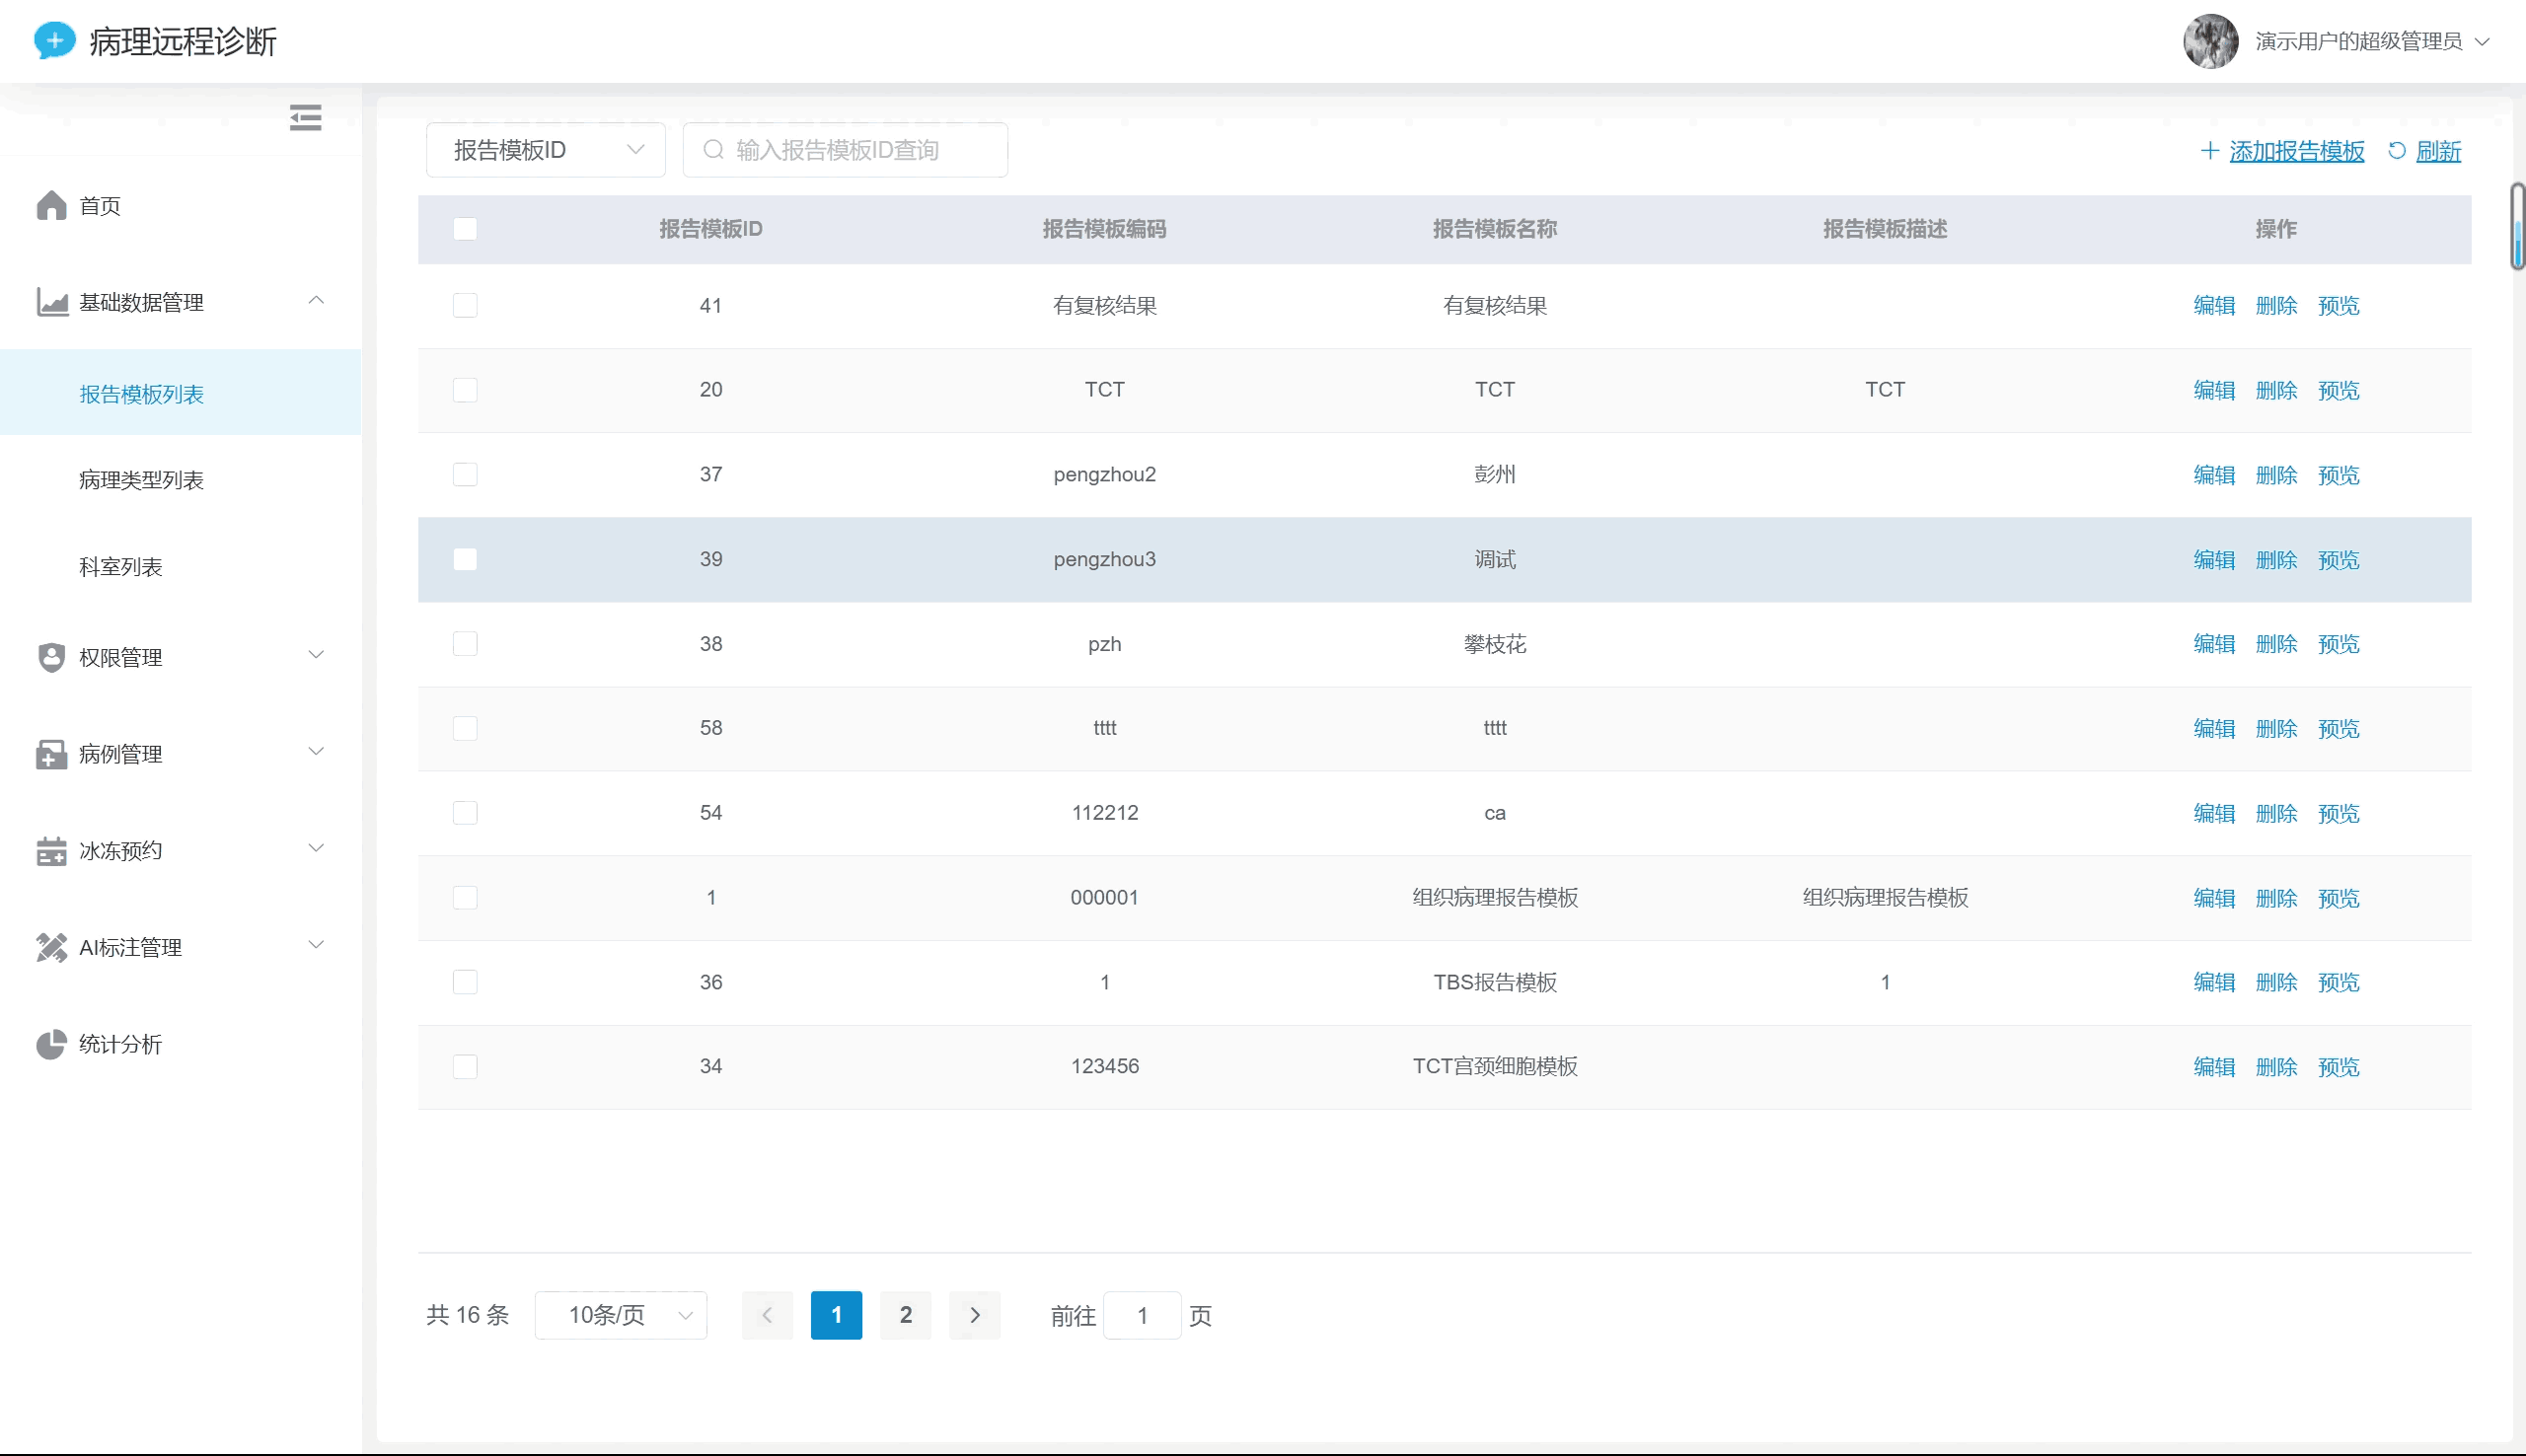 病理远程诊断
演示用户的超级管理员
报告模板ID 输入报告模板ID查询 添加报告模板 刷新
首页
基础数据管理
报告模板列表
病理类型列表
科室列表
权限管理
病例管理
冰冻预约
AI标注管理
统计分析
报告模板ID 报告模板编码 报告模板名称 报告模板描述 操作
41 有复核结果 有复核结果 编辑 删除 预览
20 TCT TCT TCT 编辑 删除 预览
37 pengzhou2 彭州 编辑 删除 预览
39 pengzhou3 调试 编辑 删除 预览
38 pzh 攀枝花 编辑 删除 预览
58 tttt tttt 编辑 删除 预览
54 112212 ca 编辑 删除 预览
1 000001 组织病理报告模板 组织病理报告模板 编辑 删除 预览
36 1 TBS报告模板 1 编辑 删除 预览
34 123456 TCT宫颈细胞模板 编辑 删除 预览
共 16 条 10条/页 1 2 前往 1 页